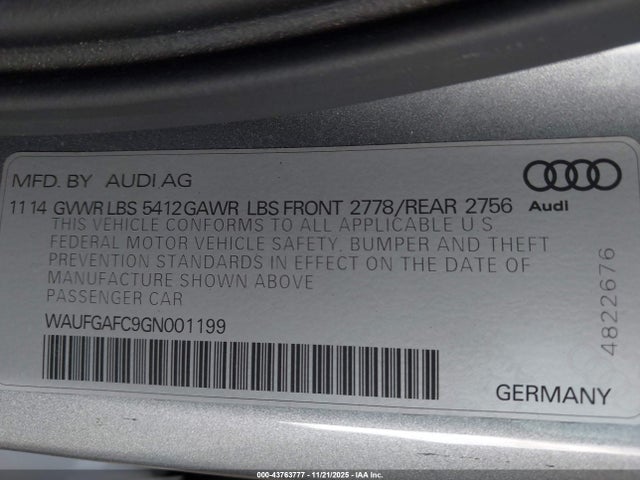 MFD. BY AUDI AG
Audi
1114 GVWR LBS 5412 GAWR LBS FRONT 2778/REAR 2756
THIS VEHICLE CONFORMS TO ALL APPLICABLE U.S
FEDERAL MOTOR VEHICLE SAFETY, BUMPER AND THEFT
PREVENTION STANDARDS IN EFFECT ON THE DATE OF
MANUFACTURE SHOWN ABOVE
PASSENGER CAR
WAUFGAFC9GN001199
4822676
GERMANY
000-43763777 - 11/21/2025 - IAA Inc.